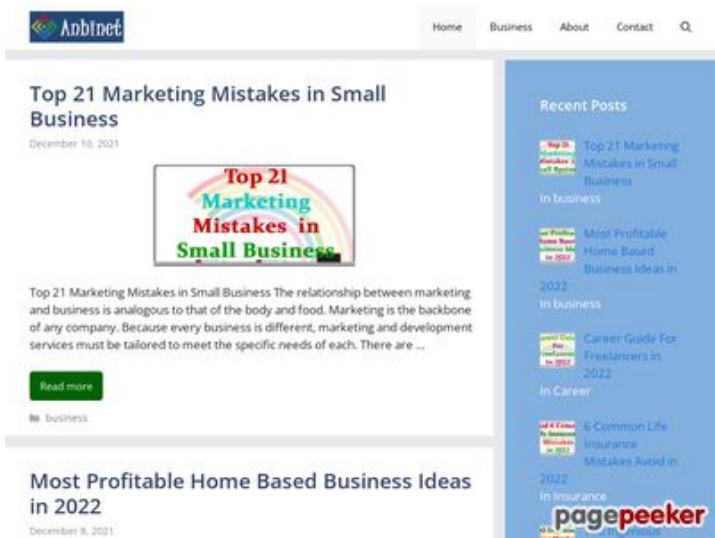 Anbinet
Home Business About Contact
Top 21 Marketing Mistakes in Small
Business
December 10, 2021
Top 21
Marketing
Mistakes in
Small Business
Top 21 Marketing Mistakes in Small Business The relationship between marketing
and business is analogous to that of the body and food. Marketing is the backbone
of any company. Because every business is different, marketing and development
services must be tailored to meet the specific needs of each. There are ...
Read more
business
Most Profitable Home Based Business Ideas
in 2022
December 8, 2021
Recent Posts
Top 21 Marketing
Mistakes in Small
Business
In business
Most Profitable
Home Based
Business Ideas in
2022
In business
Career Guide For
Freelancers in
2022
In Career
6 Common Life
Insurance
Mistakes Avoid in
2022
In Insurance
pagepeeker